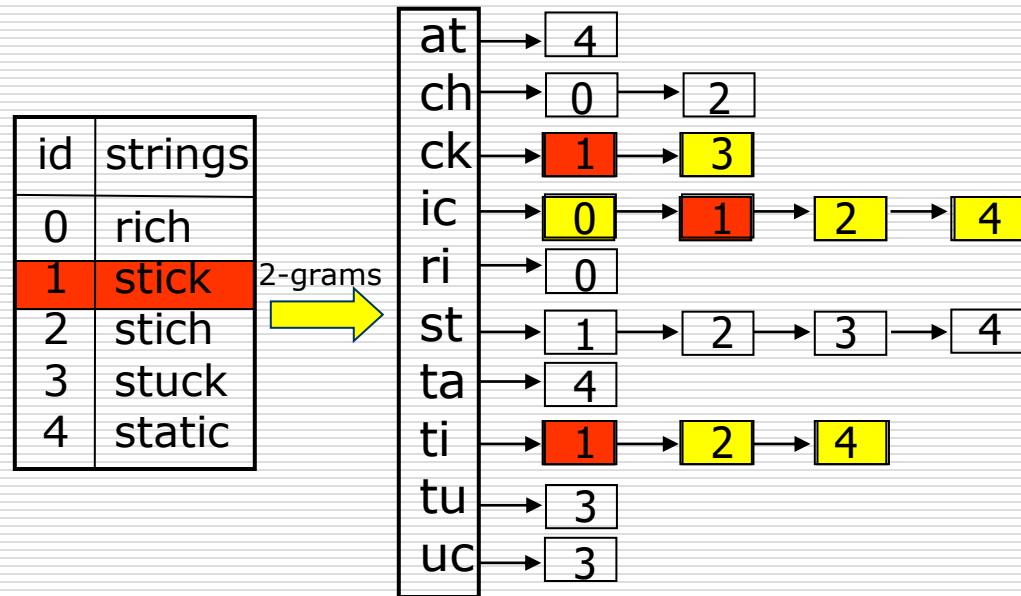 id strings
0 rich
1 stick
2 stich
3 stuck
4 static
2-grams
at 4
ch 0 2
ck 1 3
ic 0 1 2 4
ri 0
st 1 2 3 4
ta 4
ti 1 2 4
tu 3
uc 3